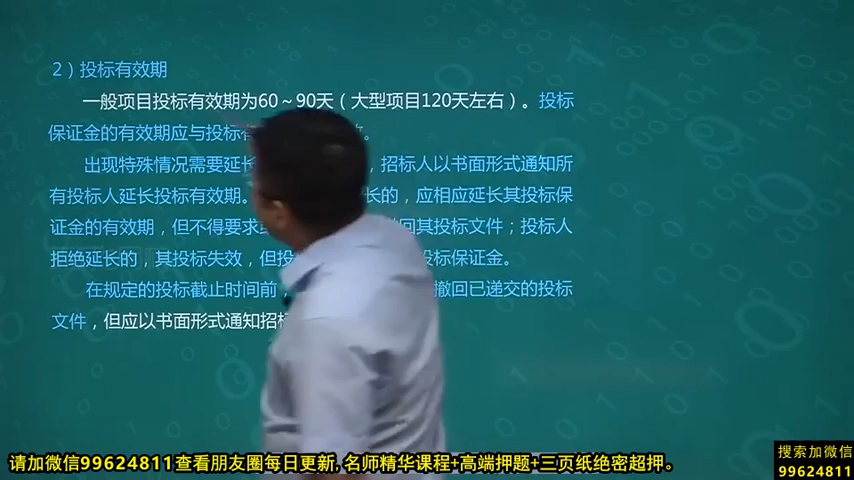 2）投标有效期
一般项目投标有效期为60～90天（大型项目120天左右）。投标
保证金的有效期应与投标有
。
出现特殊情况需要延长
，招标人以书面形式通知所
有投标人延长投标有效期。
长的，应相应延长其投标保
证金的有效期，但不得要求
回其投标文件；投标人
拒绝延长的，其投标失效，但投
投标保证金。
在规定的投标截止时间前，
撤回已递交的投标
文件，但应以书面形式通知招标
请加微信99624811查看朋友圈每日更新,名师精华课程+高端押题+三页纸绝密超押。
搜索加微信
99624811